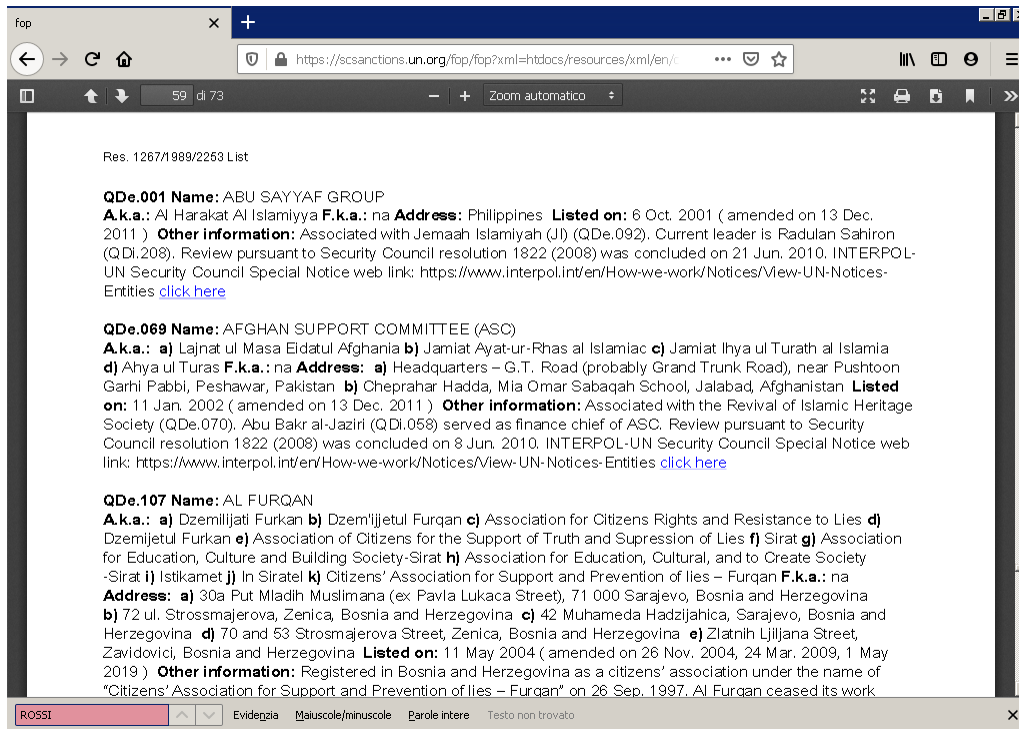 fop
https://scsanctions.un.org/fop/fop?xml=htdocs/resources/xml/en/
59 di 73
Zoom automatico
Res. 1267/1989/2253 List
QDe.001 Name: ABU SAYYAF GROUP
A.k.a.: Al Harakat Al Islamiyya F.k.a.: na Address: Philippines Listed on: 6 Oct. 2001 ( amended on 13 Dec.
2011 ) Other information: Associated with Jemaah Islamiyah (JI) (QDe.092). Current leader is Radulan Sahiron
(QDi.208). Review pursuant to Security Council resolution 1822 (2008) was concluded on 21 Jun. 2010. INTERPOL-
UN Security Council Special Notice web link: https://www.interpol.int/en/How-we-work/Notices/View-UN-Notices-
Entities click here
QDe.069 Name: AFGHAN SUPPORT COMMITTEE (ASC)
A.k.a.: a) Lajnat ul Masa Eidatul Afghania b) Jamiat Ayat-ur-Rhas al Islamiac c) Jamiat Ihya ul Turath al Islamia
d) Ahya ul Turas F.k.a.: na Address: a) Headquarters – G.T. Road (probably Grand Trunk Road), near Pushtoon
Garhi Pabbi, Peshawar, Pakistan b) Cheprahar Hadda, Mia Omar Sabaqah School, Jalabad, Afghanistan Listed
on: 11 Jan. 2002 ( amended on 13 Dec. 2011 ) Other information: Associated with the Revival of Islamic Heritage
Society (QDe.070). Abu Bakr al-Jaziri (QDi.058) served as finance chief of ASC. Review pursuant to Security
Council resolution 1822 (2008) was concluded on 8 Jun. 2010. INTERPOL-UN Security Council Special Notice web
link: https://www.interpol.int/en/How-we-work/Notices/View-UN-Notices-Entities click here
QDe.107 Name: AL FURQAN
A.k.a.: a) Dzemilijati Furkan b) Dzem'ijjetul Furqan c) Association for Citizens Rights and Resistance to Lies d)
Dzemijetul Furkan e) Association of Citizens for the Support of Truth and Supression of Lies f) Sirat g) Association
for Education, Culture and Building Society-Sirat h) Association for Education, Cultural, and to Create Society
-Sirat i) Istikamet j) In Siratel k) Citizens’ Association for Support and Prevention of lies – Furqan F.k.a.: na
Address: a) 30a Put Mladih Muslimana (ex Pavla Lukaca Street), 71 000 Sarajevo, Bosnia and Herzegovina
b) 72 ul. Strossmajerova, Zenica, Bosnia and Herzegovina c) 42 Muhameda Hadzijahica, Sarajevo, Bosnia and
Herzegovina d) 70 and 53 Strosmajerova Street, Zenica, Bosnia and Herzegovina e) Zlatnih Ljiljana Street,
Zavidovici, Bosnia and Herzegovina Listed on: 11 May 2004 ( amended on 26 Nov. 2004, 24 Mar. 2009, 1 May
2019 ) Other information: Registered in Bosnia and Herzegovina as a citizens’ association under the name of
“Citizens’ Association for Support and Prevention of lies – Furqan” on 26 Sep. 1997. Al Furqan ceased its work
ROSSI Evidenzia Maiuscole/minuscole Parole intere Testo non trovato